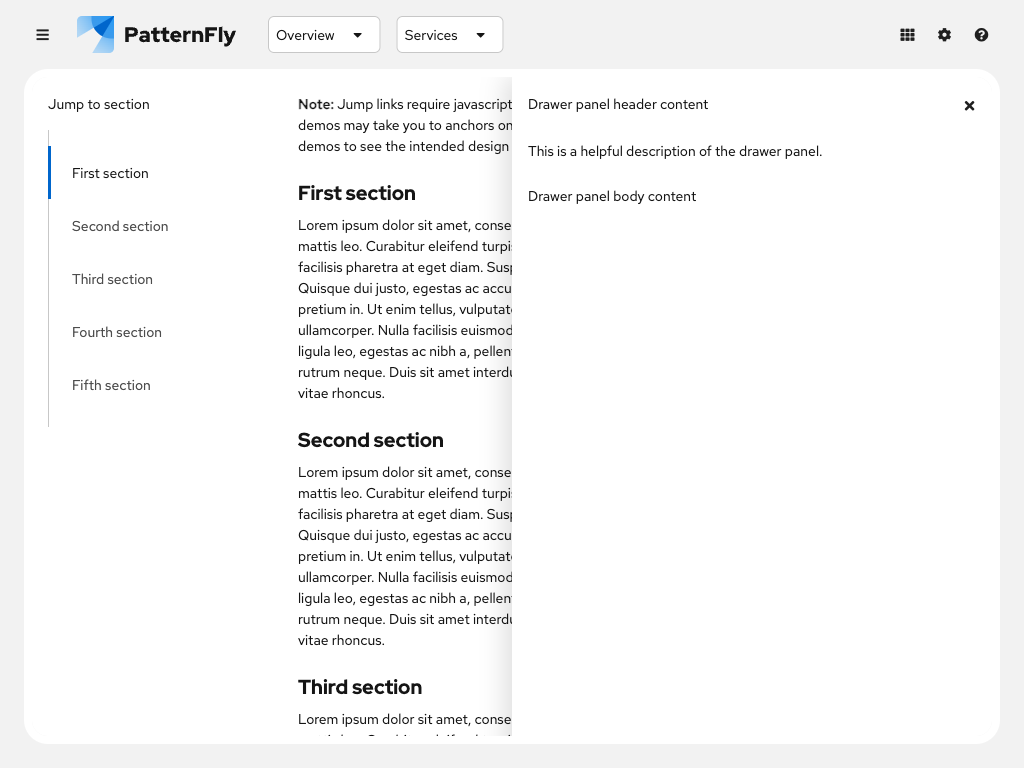 PatternFly
Overview
Services
Jump to section
First section
Second section
Third section
Fourth section
Fifth section
Note: Jump links require javascript
demos may take you to anchors on
demos to see the intended design
First section
Lorem ipsum dolor sit amet, conse
mattis leo. Curabitur eleifend turpi
facilisis pharetra at eget diam. Sus
Quisque dui justo, egestas ac accu
pretium in. Ut enim tellus, vulputat
ullamcorper. Nulla facilisis euismod
ligula leo, egestas ac nibh a, pellen
rutrum neque. Duis sit amet interdu
vitae rhoncus.
Second section
Lorem ipsum dolor sit amet, conse
mattis leo. Curabitur eleifend turpi
facilisis pharetra at eget diam. Sus
Quisque dui justo, egestas ac accu
pretium in. Ut enim tellus, vulputat
ullamcorper. Nulla facilisis euismod
ligula leo, egestas ac nibh a, pellen
rutrum neque. Duis sit amet interdu
vitae rhoncus.
Third section
Lorem ipsum dolor sit amet, conse
Drawer panel header content
This is a helpful description of the drawer panel.
Drawer panel body content